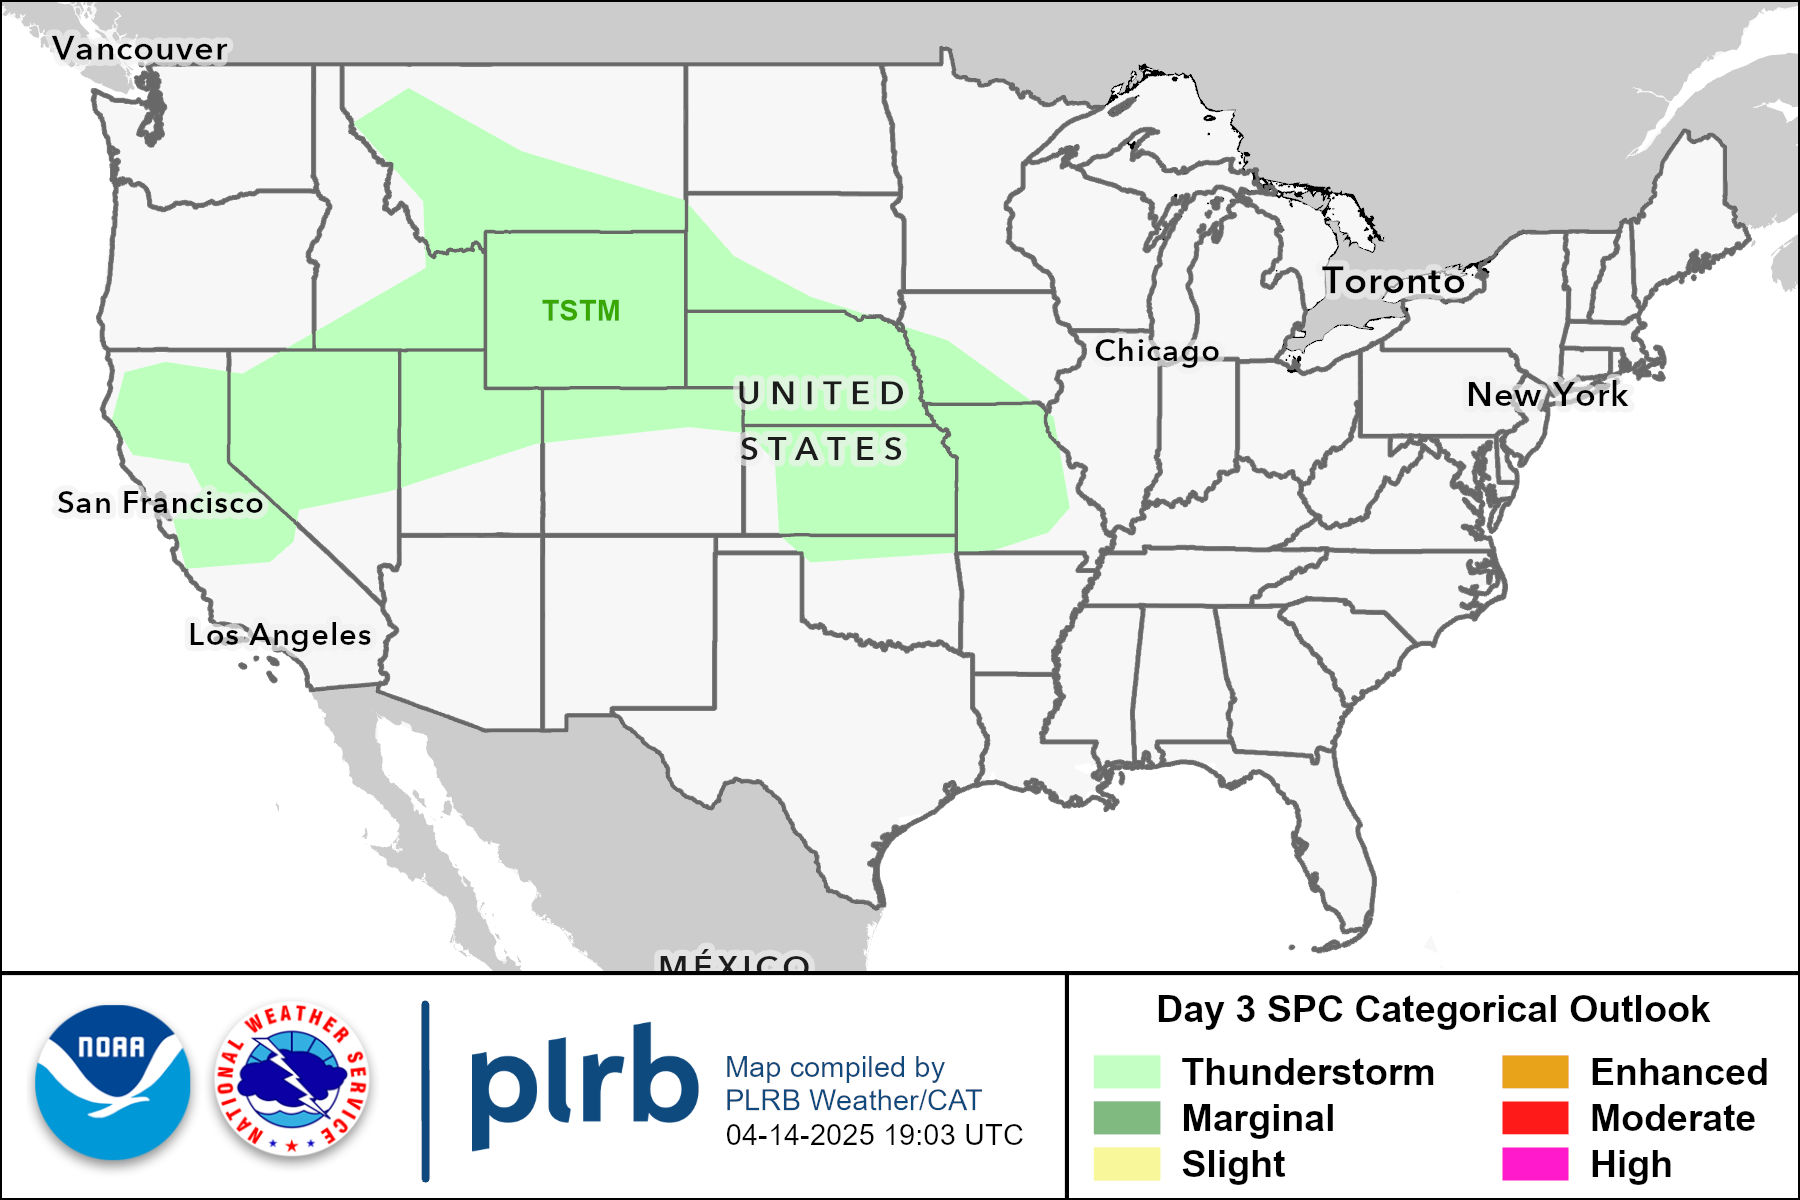 Vancouver
Toronto
TSTM
Chicago
UNITED
New York
STATES
San Francisco
Los Angeles
MÉXICO
NOAA
NATIONAL WEATHER SERVICE
plrb
Map compiled by
PLRB Weather/CAT
04-14-2025 19:03 UTC
Day 3 SPC Categorical Outlook
Thunderstorm
Enhanced
Marginal
Moderate
Slight
High